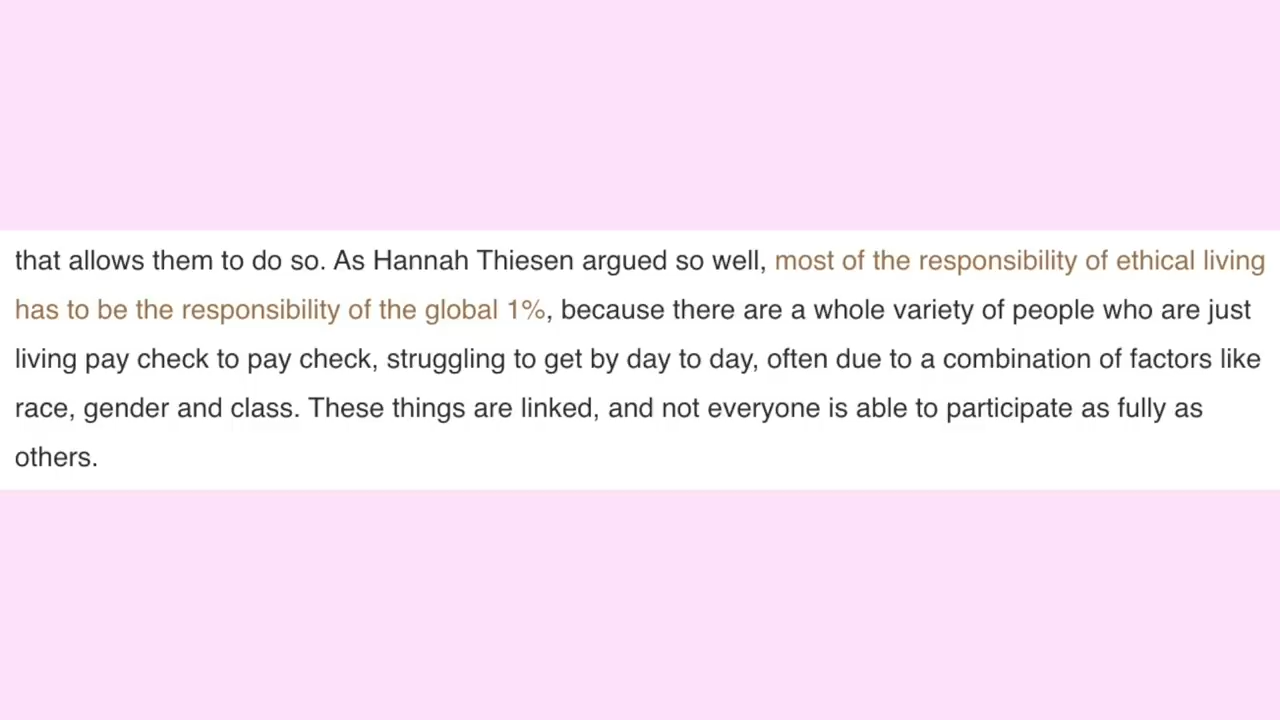 that allows them to do so. As Hannah Thiesen argued so well, most of the responsibility of ethical living
has to be the responsibility of the global 1%, because there are a whole variety of people who are just
living pay check to pay check, struggling to get by day to day, often due to a combination of factors like
race, gender and class. These things are linked, and not everyone is able to participate as fully as
others.